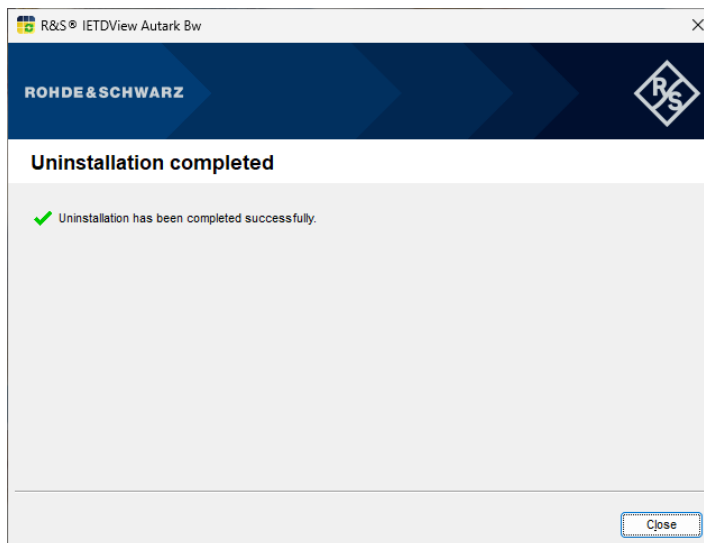 R&S® IETDView Autark Bw
ROHDE&SCHWARZ
R&S
Uninstallation completed
Uninstallation has been completed successfully.
Close